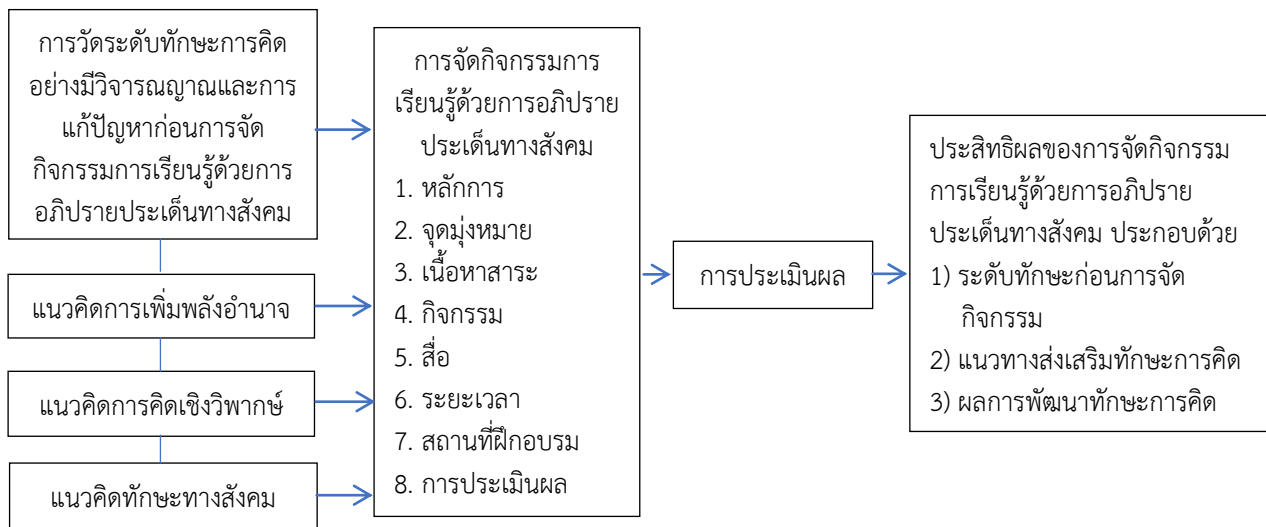 การวัดระดับทักษะการคิด
อย่างมีวิจารณญาณและการ
แก้ปัญหาก่อนการจัด
กิจกรรมการเรียนรู้ด้วยการ
อภิปรายประเด็นทางสังคม
แนวคิดการเพิ่มพลังอำนาจ
แนวคิดการคิดเชิงวิพากษ์
แนวคิดทักษะทางสังคม
การจัดกิจกรรมการ
เรียนรู้ด้วยการอภิปราย
ประเด็นทางสังคม
1. หลักการ
2. จุดมุ่งหมาย
3. เนื้อหาสาระ
4. กิจกรรม
5. สื่อ
6. ระยะเวลา
7. สถานที่ฝึกอบรม
8. การประเมินผล
การประเมินผล
ประสิทธิผลของการจัดกิจกรรม
การเรียนรู้ด้วยการอภิปราย
ประเด็นทางสังคม ประกอบด้วย
1) ระดับทักษะก่อนการจัด
กิจกรรม
2) แนวทางส่งเสริมทักษะการคิด
3) ผลการพัฒนาทักษะการคิด